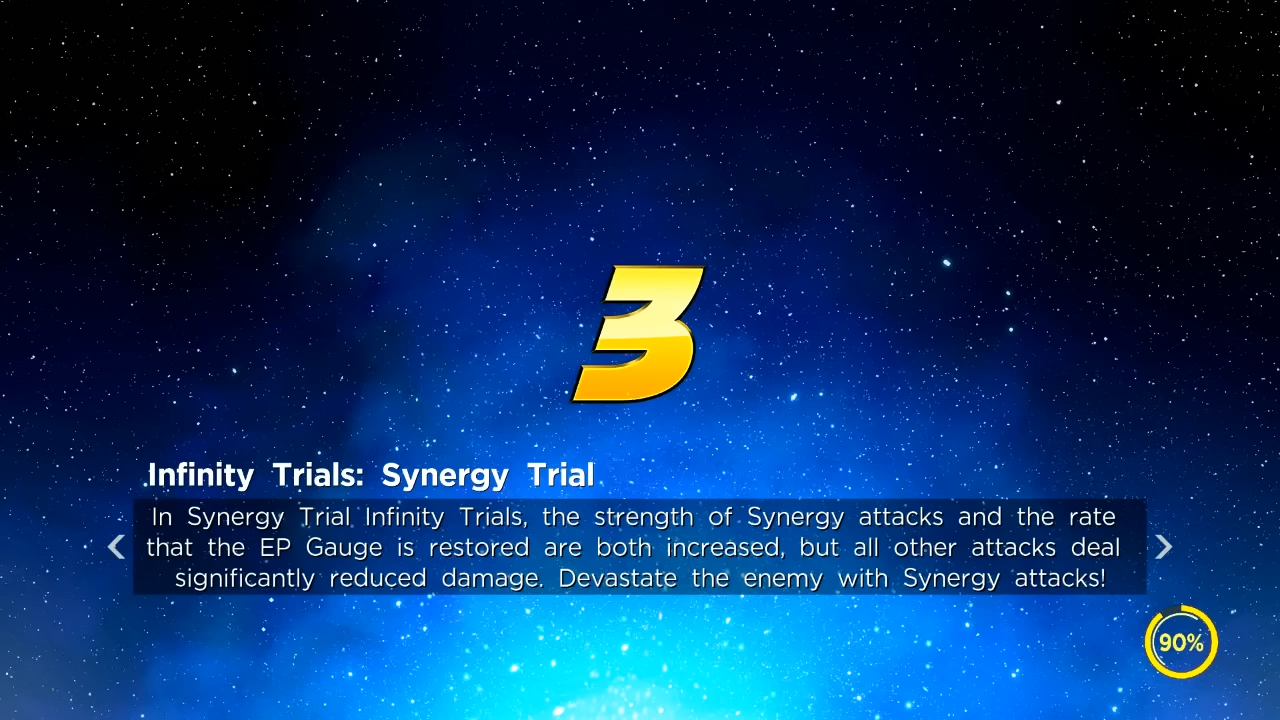 3
Infinity Trials: Synergy Trial
In Synergy Trial Infinity Trials, the strength of Synergy attacks and the rate
that the EP Gauge is restored are both increased, but all other attacks deal
significantly reduced damage. Devastate the enemy with Synergy attacks!
90%